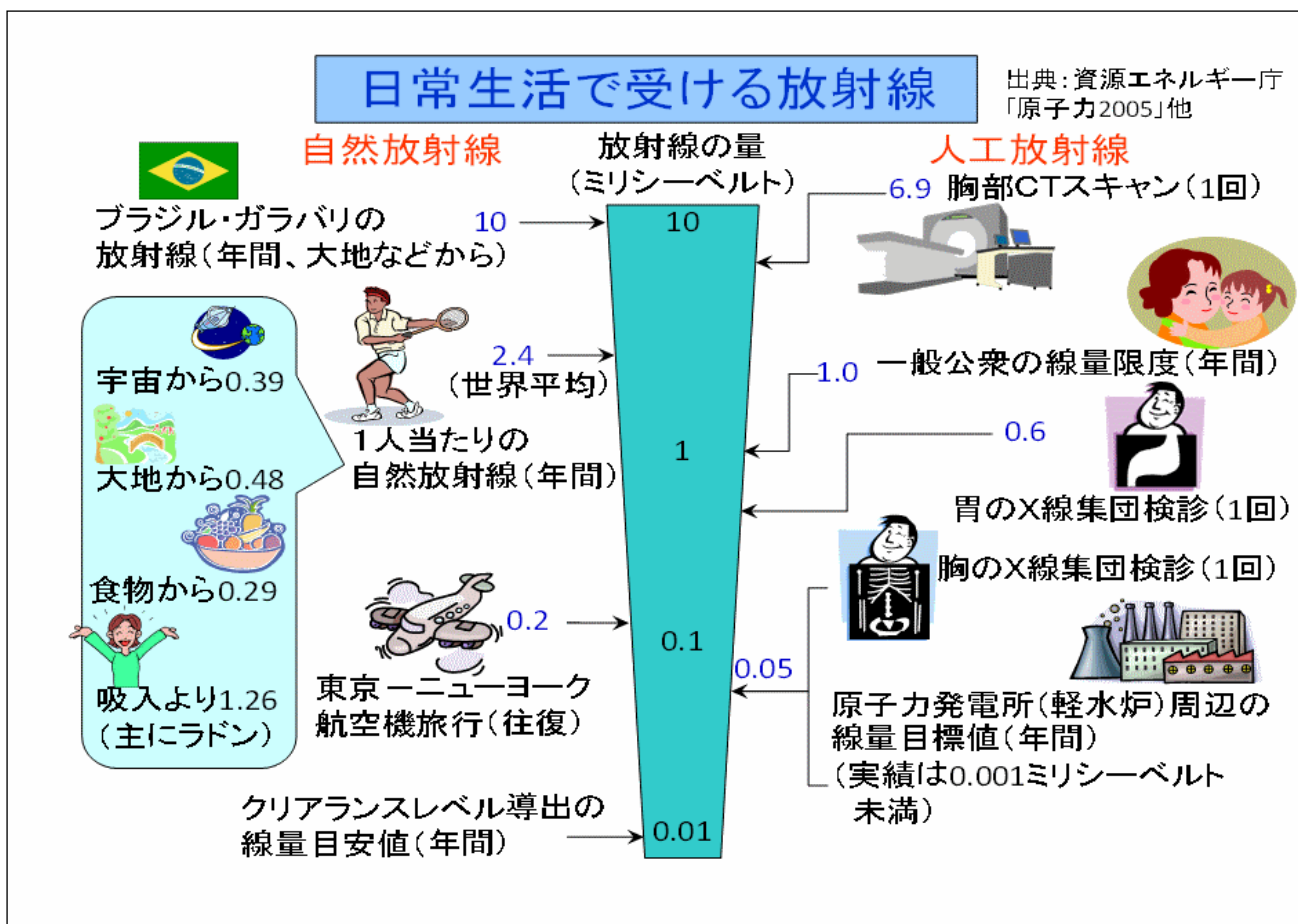 日常生活で受ける放射線
出典：資源エネルギー庁
「原子力2005」他
自然放射線
放射線の量
（ミリシーベルト）
人工放射線
ブラジル・ガラバリの
放射線（年間、大地などから）
10
10
6.9
胸部CTスキャン（1回）
宇宙から0.39
大地から0.48
食物から0.29
吸入より1.26
（主にラドン）
2.4
（世界平均）
1人当たりの
自然放射線（年間）
1.0
一般公衆の線量限度（年間）
1
0.6
胃のX線集団検診（1回）
0.2
東京－ニューヨーク
航空機旅行（往復）
0.1
胸のX線集団検診（1回）
0.05
原子力発電所（軽水炉）周辺の
線量目標値（年間）
（実績は0.001ミリシーベルト
未満）
クリアランスレベル導出の
線量目安値（年間）
0.01